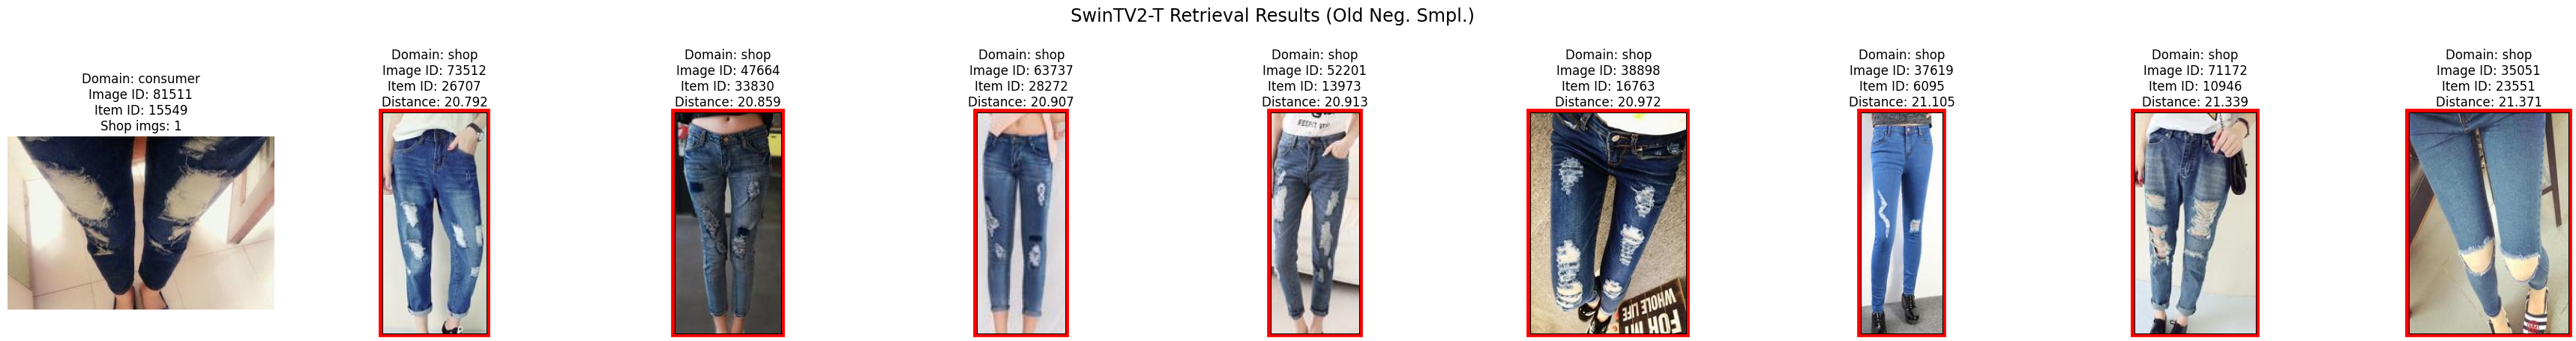 SwinTV2-T Retrieval Results (Old Neg. Smpl.)
Domain: consumer
Image ID: 81511
Item ID: 15549
Shop imgs: 1
Domain: shop
Image ID: 73512
Item ID: 26707
Distance: 20.792
Domain: shop
Image ID: 47664
Item ID: 33830
Distance: 20.859
Domain: shop
Image ID: 63737
Item ID: 28272
Distance: 20.907
Domain: shop
Image ID: 52201
Item ID: 13973
Distance: 20.913
Domain: shop
Image ID: 38898
Item ID: 16763
Distance: 20.972
WHOLE LIFE
FOR MY
Domain: shop
Image ID: 37619
Item ID: 6095
Distance: 21.105
Domain: shop
Image ID: 71172
Item ID: 10946
Distance: 21.339
Domain: shop
Image ID: 35051
Item ID: 23551
Distance: 21.371